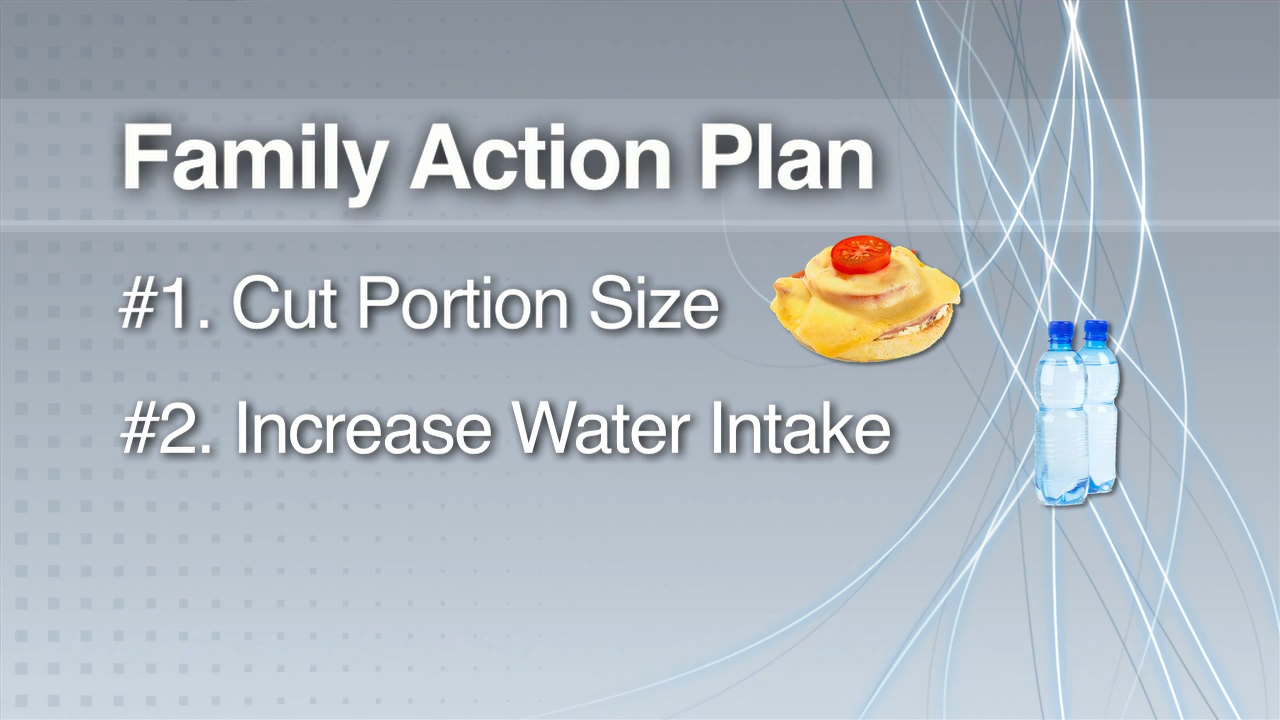 Family Action Plan
#1. Cut Portion Size
#2. Increase Water Intake